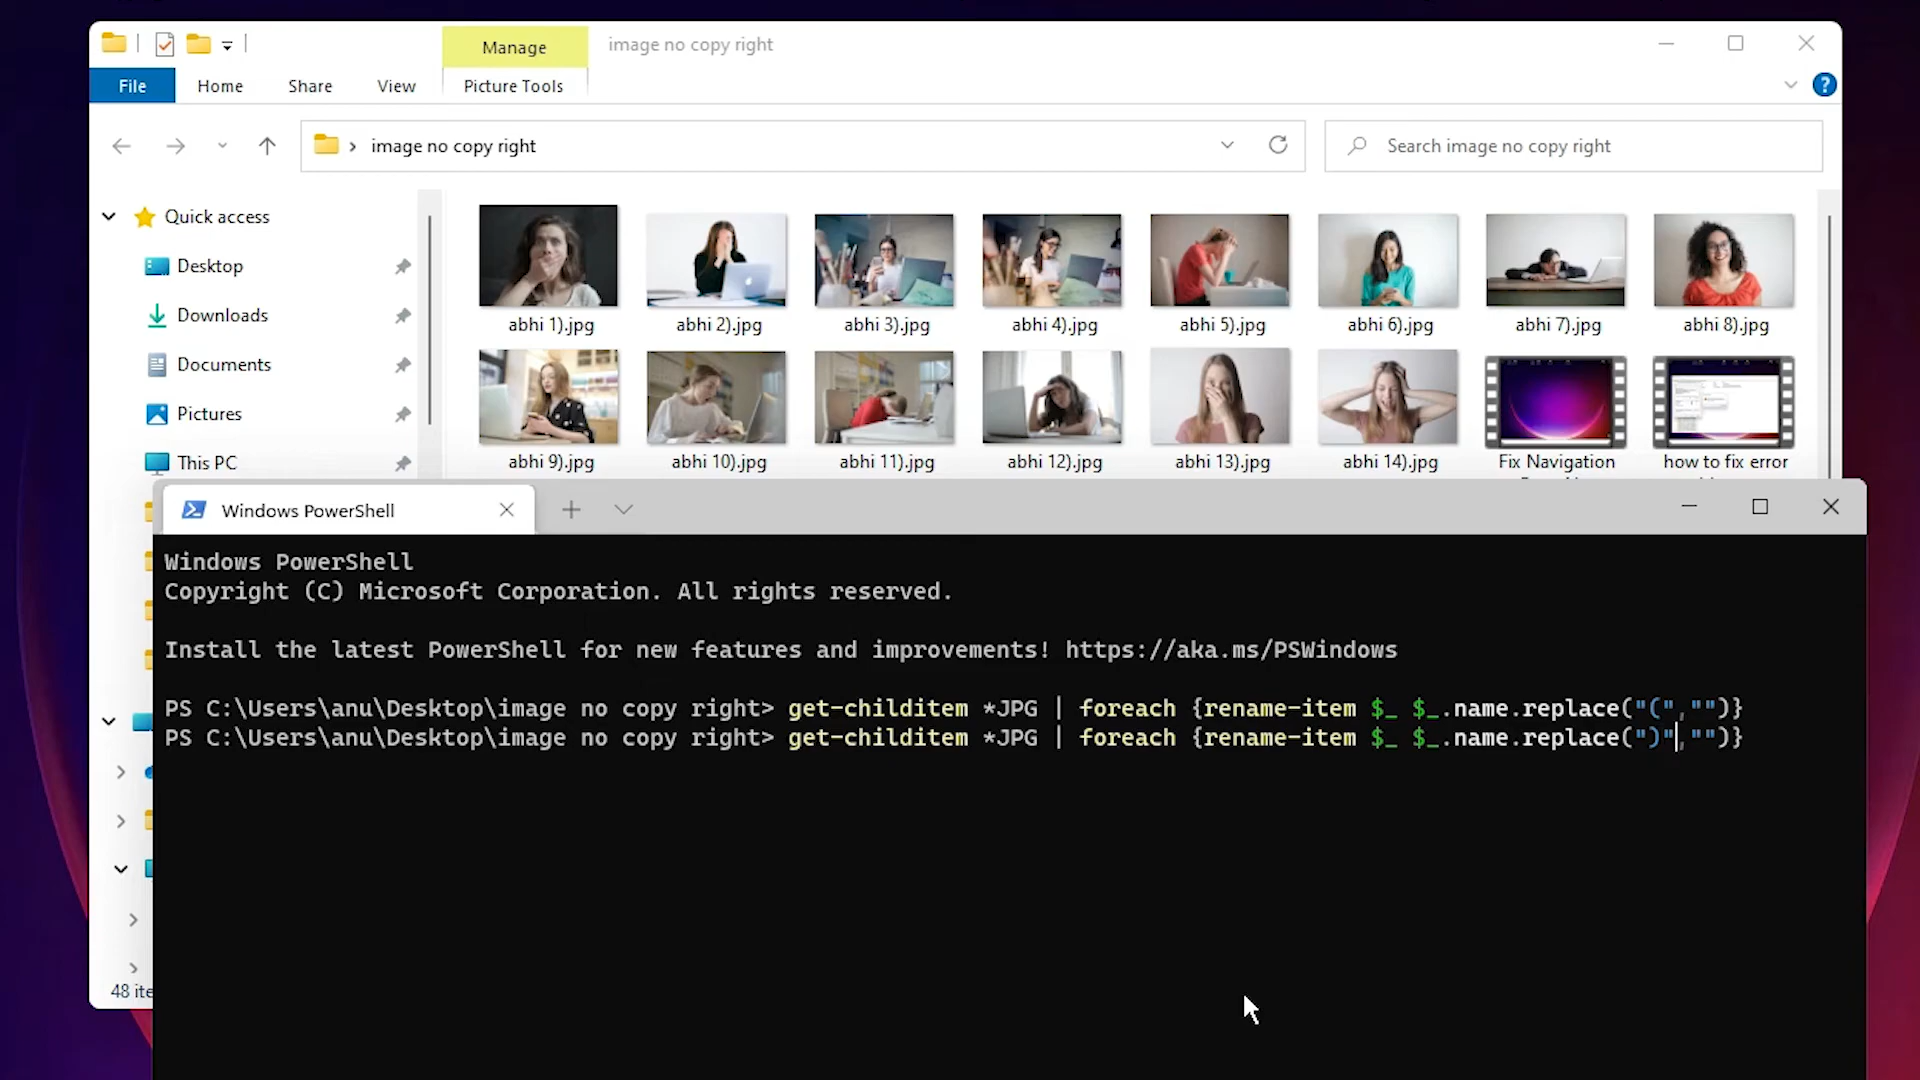 Manage
image no copy right
File
Home
Share
View
Picture Tools
?
image no copy right
Search image no copy right
Quick access
Desktop
Downloads
Documents
Pictures
This PC
abhi 1).jpg
abhi 2).jpg
abhi 3).jpg
abhi 4).jpg
abhi 5).jpg
abhi 6).jpg
abhi 7).jpg
abhi 8).jpg
abhi 9).jpg
abhi 10).jpg
abhi 11).jpg
abhi 12).jpg
abhi 13).jpg
abhi 14).jpg
Fix Navigation
how to fix error
48 ite
Windows PowerShell
Windows PowerShell
Copyright (C) Microsoft Corporation. All rights reserved.
Install the latest PowerShell for new features and improvements! https://aka.ms/PSWindows
PS C:\Users\anu\Desktop\image no copy right> get-childitem *JPG | foreach {rename-item $_ $_.name.replace("(","")}
PS C:\Users\anu\Desktop\image no copy right> get-childitem *JPG | foreach {rename-item $_ $_.name.replace(")","")}